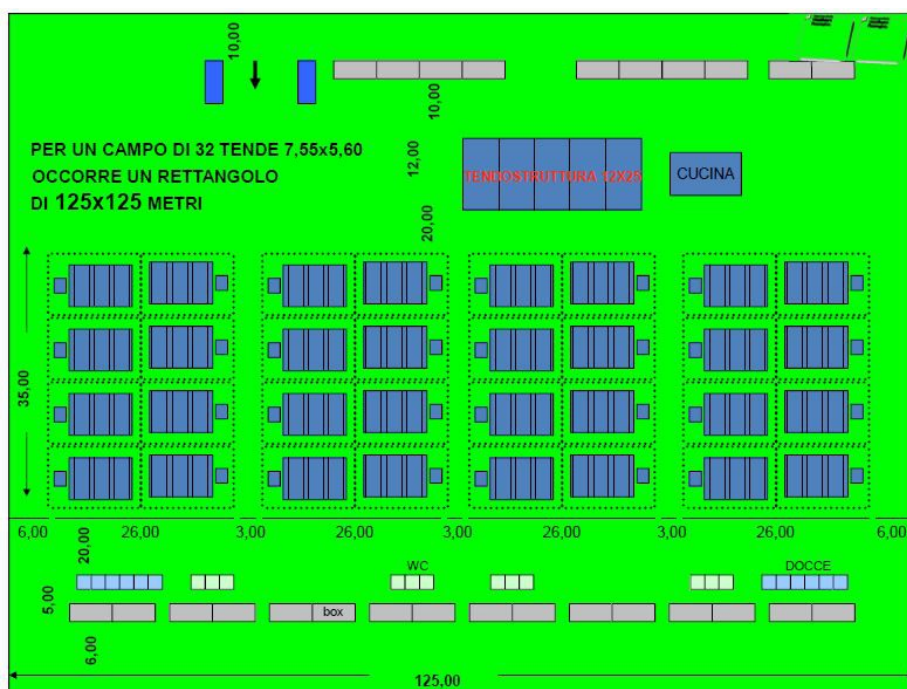 10,00
10,00
PER UN CAMPO DI 32 TENDE 7,55x5,60
OCCORRE UN RETTANGOLO
DI 125x125 METRI
12,00
TENDOSTRUTTURA 12X25
CUCINA
20,00
35,00
6,00 26,00 3,00 26,00 3,00 26,00 3,00 26,00 6,00
20,00
WC
DOCCE
5,00
box
6,00
125,00